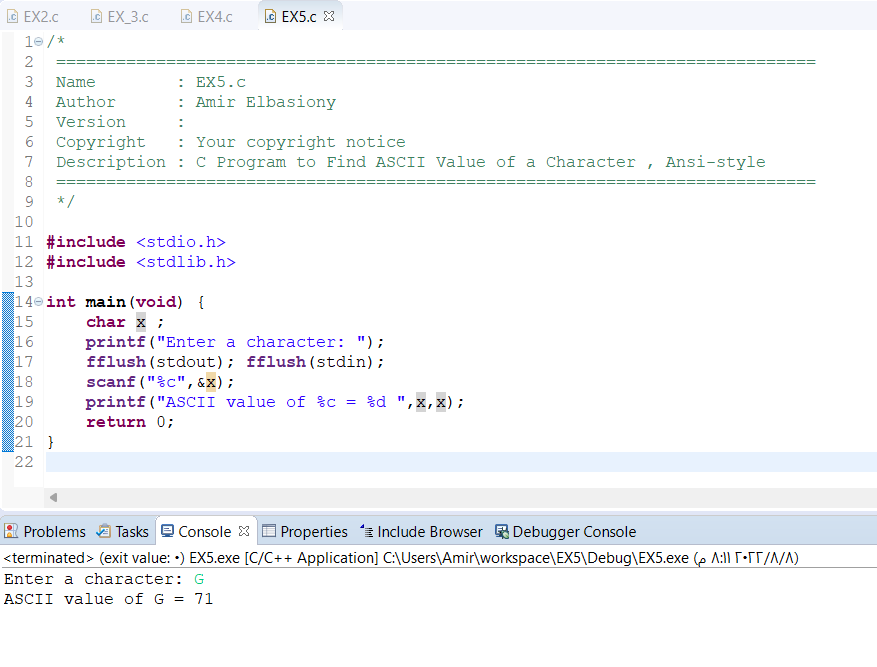 EX2.c EX_3.c EX4.c EX5.c
1 /*
2 ============================================================================
3 Name : EX5.c
4 Author : Amir Elbasiony
5 Version :
6 Copyright : Your copyright notice
7 Description : C Program to Find ASCII Value of a Character , Ansi-style
8 ============================================================================
9 */
10
11 #include <stdio.h>
12 #include <stdlib.h>
13
14 int main(void) {
15 char x ;
16 printf("Enter a character: ");
17 fflush(stdout); fflush(stdin);
18 scanf("%c",&x);
19 printf("ASCII value of %c = %d ",x,x);
20 return 0;
21 }
22
Problems Tasks Console Properties Include Browser Debugger Console
<terminated> (exit value: ٠) EX5.exe [C/C++ Application] C:\Users\Amir\workspace\EX5\Debug\EX5.exe (٨/٨/٢٠٢٢ ٨:١١ م)
Enter a character: G
ASCII value of G = 71